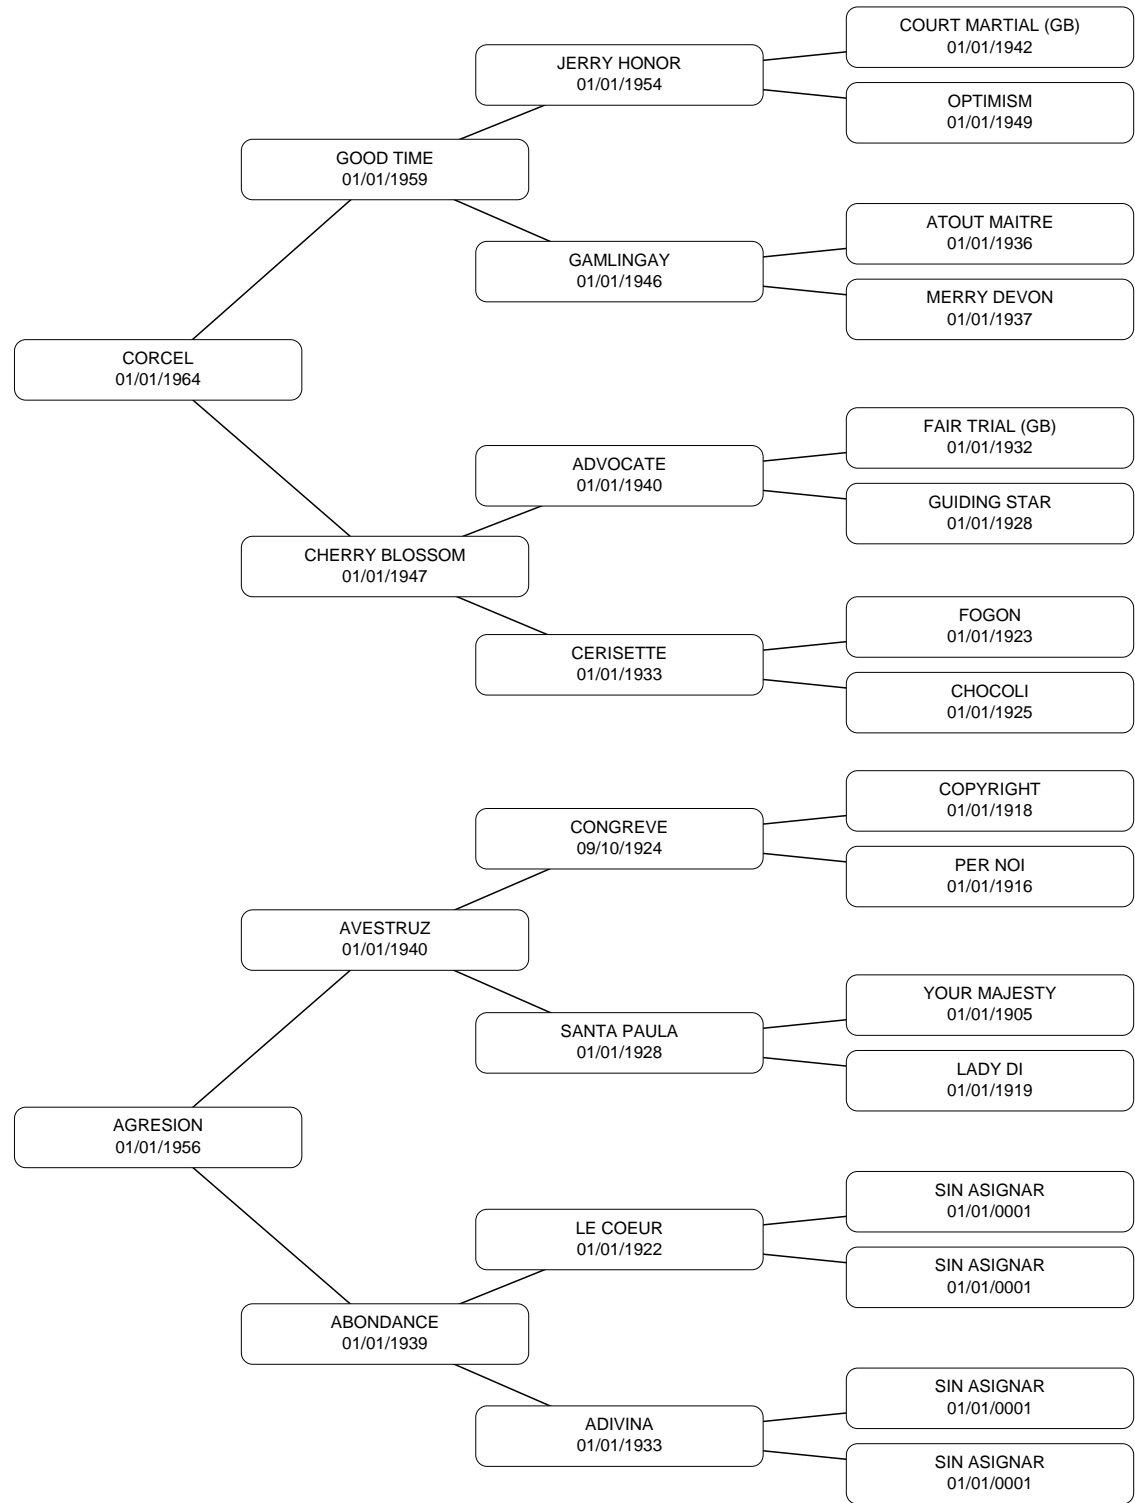 COURT MARTIAL (GB)
01/01/1942
JERRY HONOR
01/01/1954
OPTIMISM
01/01/1949
GOOD TIME
01/01/1959
ATOUT MAITRE
01/01/1936
GAMLINGAY
01/01/1946
MERRY DEVON
01/01/1937
CORCEL
01/01/1964
FAIR TRIAL (GB)
01/01/1932
ADVOCATE
01/01/1940
GUIDING STAR
01/01/1928
CHERRY BLOSSOM
01/01/1947
FOGON
01/01/1923
CERISETTE
01/01/1933
CHOCOLI
01/01/1925
COPYRIGHT
01/01/1918
CONGREVE
09/10/1924
PER NOI
01/01/1916
AVESTRUZ
01/01/1940
YOUR MAJESTY
01/01/1905
SANTA PAULA
01/01/1928
LADY DI
01/01/1919
AGRESION
01/01/1956
SIN ASIGNAR
01/01/0001
LE COEUR
01/01/1922
SIN ASIGNAR
01/01/0001
ABONDANCE
01/01/1939
SIN ASIGNAR
01/01/0001
ADIVINA
01/01/1933
SIN ASIGNAR
01/01/0001